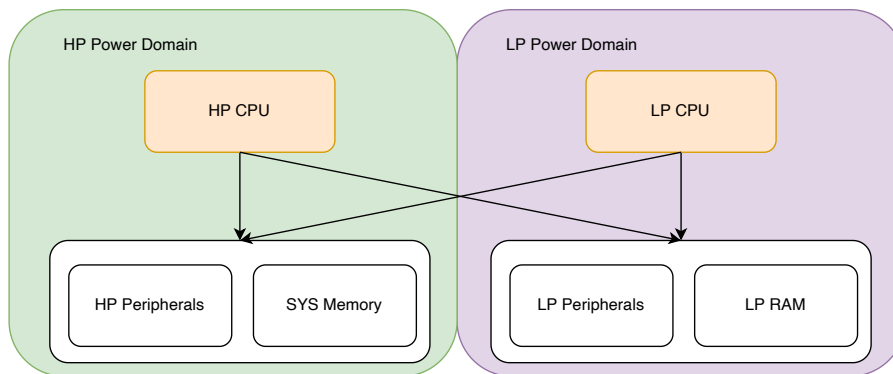 HP Power Domain
LP Power Domain
HP CPU
LP CPU
HP Peripherals
SYS Memory
LP Peripherals
LP RAM